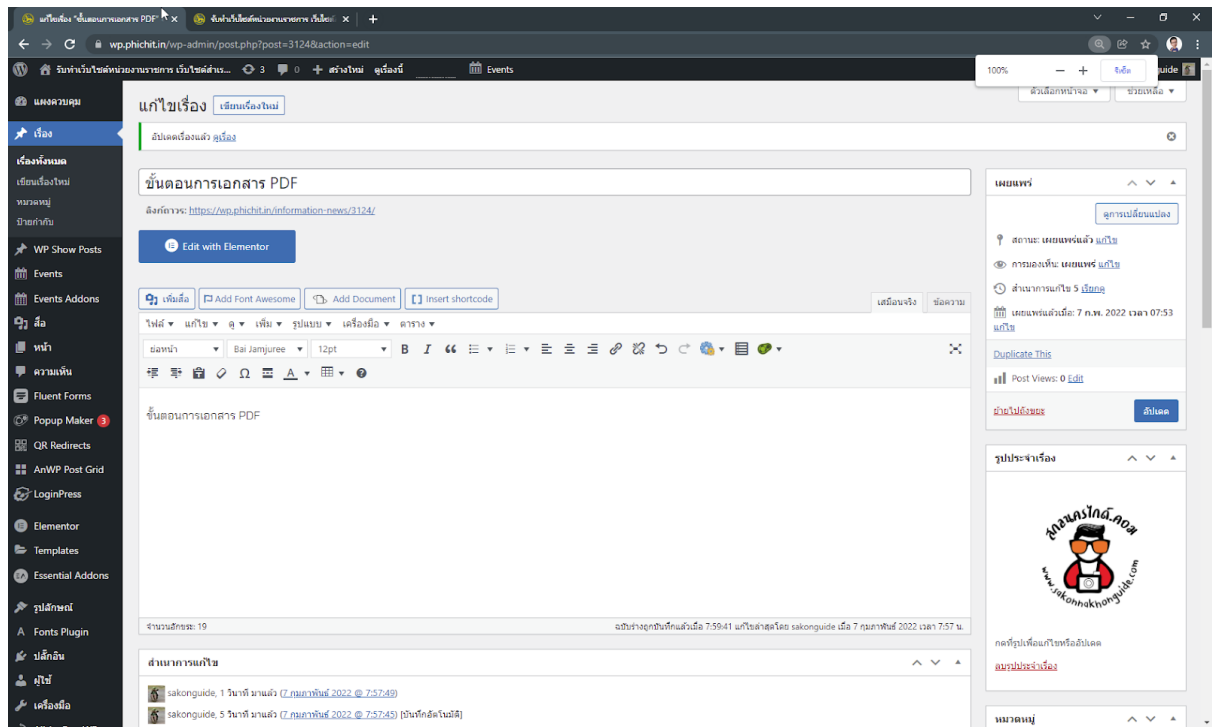 แก้ไขเรื่อง "ขั้นตอนการเอกสาร PDF"
รับทำเว็บไซต์หน่วยงานราชการ เว็บไซต์
wp.phichit.in/wp-admin/post.php?post=3124&action=edit
รับทำเว็บไซต์หน่วยงานราชการ เว็บไซต์สำเร... 3 0 + สร้างใหม่ ดูเรื่องนี้ Events
100% − + รีเซ็ต
ตัวเลือกหน้าจอ ▼ ช่วยเหลือ ▼
แผงควบคุม
เรื่อง
เรื่องทั้งหมด
เขียนเรื่องใหม่
หมวดหมู่
ป้ายกำกับ
WP Show Posts
Events
Events Addons
สื่อ
หน้า
ความเห็น
Fluent Forms
Popup Maker 3
QR Redirects
AnWP Post Grid
LoginPress
Elementor
Templates
Essential Addons
รูปลักษณ์
Fonts Plugin
ปลั๊กอิน
ผู้ใช้
เครื่องมือ
แก้ไขเรื่อง เขียนเรื่องใหม่
อัปเดตเรื่องแล้ว ดูเรื่อง
ขั้นตอนการเอกสาร PDF
ลิงก์ถาวร: https://wp.phichit.in/information-news/3124/
Edit with Elementor
เพิ่มสื่อ Add Font Awesome Add Document Insert shortcode
เสมือนจริง ข้อความ
ไฟล์ ▼ แก้ไข ▼ ดู ▼ เพิ่ม ▼ รูปแบบ ▼ เครื่องมือ ▼ ตาราง ▼
ย่อหน้า Bai Jamjuree 12pt
ขั้นตอนการเอกสาร PDF
จำนวนอักขระ: 19
ฉบับร่างถูกบันทึกแล้วเมื่อ 7:59:41 แก้ไขล่าสุดโดย sakonguide เมื่อ 7 กุมภาพันธ์ 2022 เวลา 7:57 น.
สำเนาการแก้ไข
sakonguide, 1 วินาที มาแล้ว (7 กุมภาพันธ์ 2022 @ 7:57:49)
sakonguide, 5 วินาที มาแล้ว (7 กุมภาพันธ์ 2022 @ 7:57:45) [บันทึกอัตโนมัติ]
เผยแพร่
ดูการเปลี่ยนแปลง
สถานะ: เผยแพร่แล้ว แก้ไข
การมองเห็น: เผยแพร่ แก้ไข
สำเนาการแก้ไข 5 เรียกดู
เผยแพร่แล้วเมื่อ: 7 ก.พ. 2022 เวลา 07:53
แก้ไข
Duplicate This
Post Views: 0 Edit
ย้ายไปถังขยะ อัปเดต
รูปประจำเรื่อง
สกลนครไกด์.คอม
www.sakonnakhonguide.com
กดที่รูปเพื่อแก้ไขหรืออัปเดต
ลบรูปประจำเรื่อง
หมวดหมู่